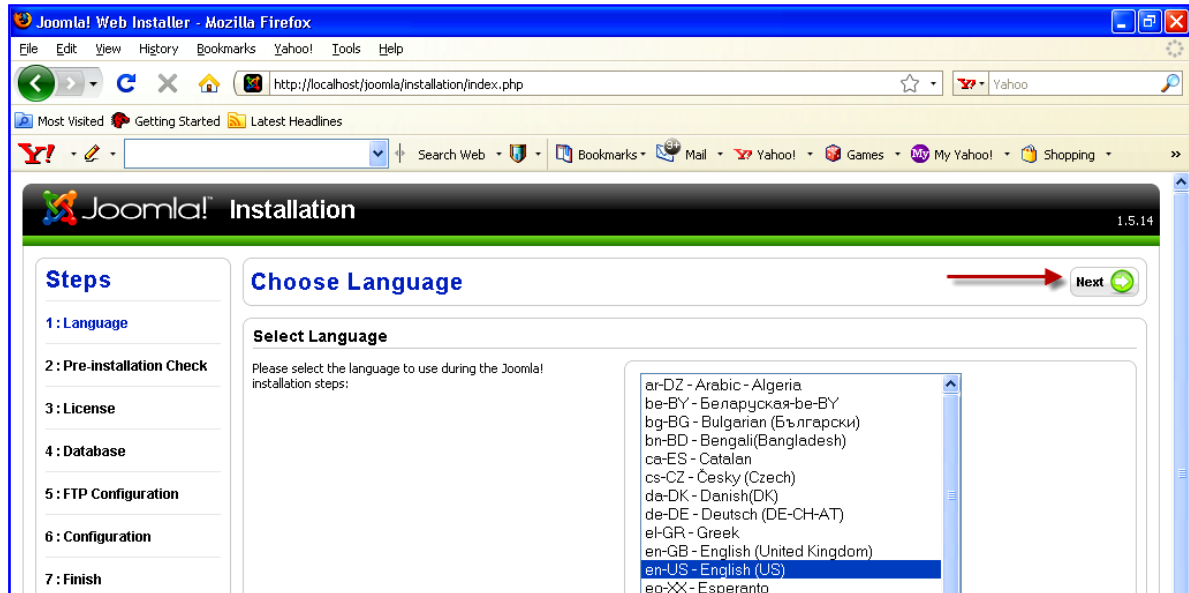 Joomla! Web Installer - Mozilla Firefox
File Edit View History Bookmarks Yahoo! Tools Help
http://localhost/joomla/installation/index.php
Yahoo
Most Visited Getting Started Latest Headlines
Y! Search Web Bookmarks 9+ Mail Yahoo! Games My My Yahoo! Shopping »
Joomla!™ Installation
1.5.14
Steps
1 : Language
2 : Pre-installation Check
3 : License
4 : Database
5 : FTP Configuration
6 : Configuration
7 : Finish
Choose Language
Next
Select Language
Please select the language to use during the Joomla!
installation steps:
ar-DZ - Arabic - Algeria
be-BY - Беларуская-be-BY
bg-BG - Bulgarian (Български)
bn-BD - Bengali(Bangladesh)
ca-ES - Catalan
cs-CZ - Česky (Czech)
da-DK - Danish(DK)
de-DE - Deutsch (DE-CH-AT)
el-GR - Greek
en-GB - English (United Kingdom)
en-US - English (US)
eo-XX - Esperanto